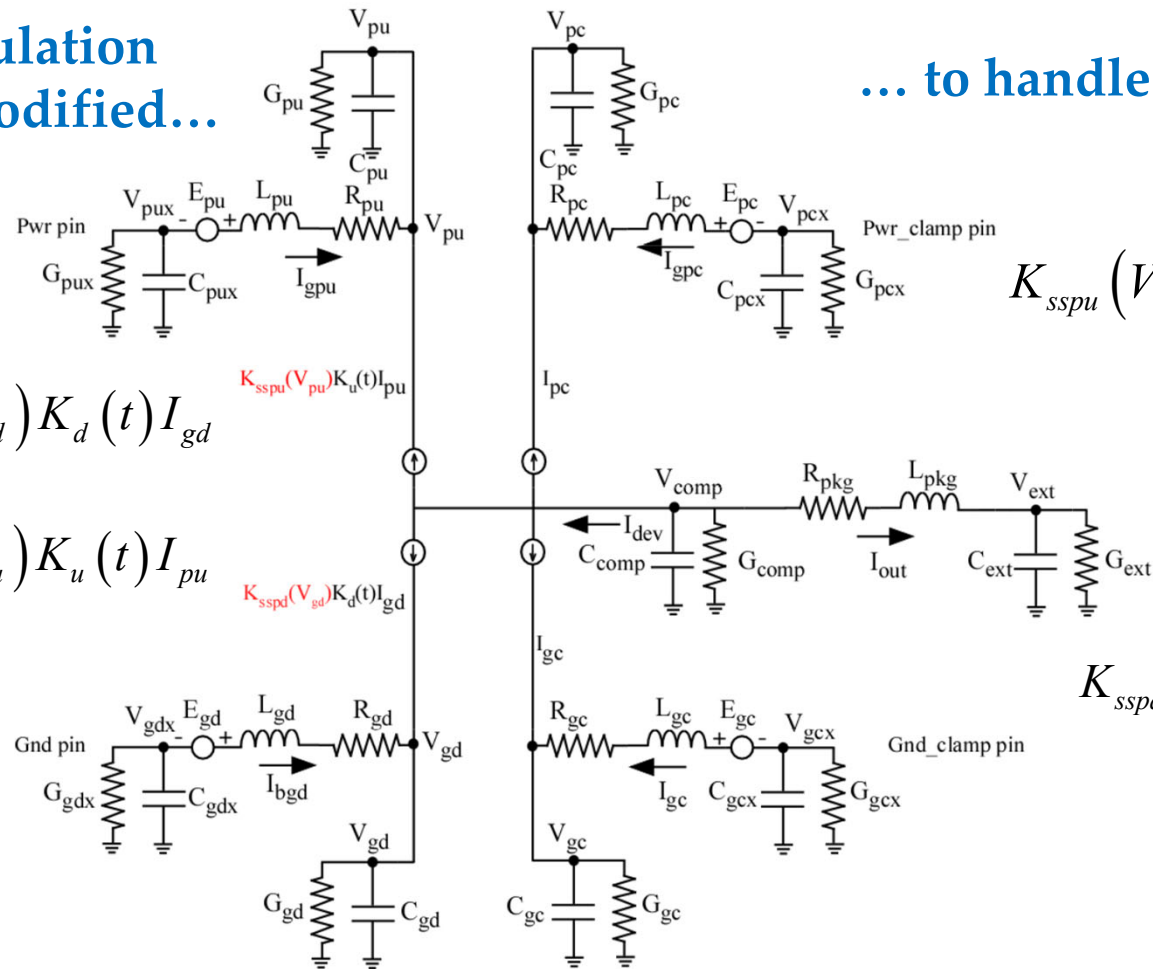 ulation
odified…
… to handle
V_pu
V_pc
G_pu
C_pu
G_pc
C_pc
V_pux
-
E_pu
+
L_pu
R_pu
V_pu
R_pc
L_pc
+
E_pc
-
V_pcx
Pwr pin
Pwr_clamp pin
G_pux
C_pux
I_gpu
I_gpc
C_pcx
G_pcx
K_sspu (V
K_sspu(V_pu)K_u(t)I_pu
I_pc
) K_d (t) I_gd
V_comp
R_pkg
L_pkg
V_ext
I_dev
C_comp
G_comp
I_out
C_ext
G_ext
) K_u (t) I_pu
K_sspd(V_gd)K_d(t)I_gd
I_gc
K_ssp
V_gdx
-
E_gd
+
L_gd
R_gd
V_gd
R_gc
L_gc
+
E_gc
-
V_gcx
Gnd pin
Gnd_clamp pin
G_gdx
C_gdx
I_bgd
I_gc
C_gcx
G_gcx
V_gd
V_gc
G_gd
C_gd
C_gc
G_gc